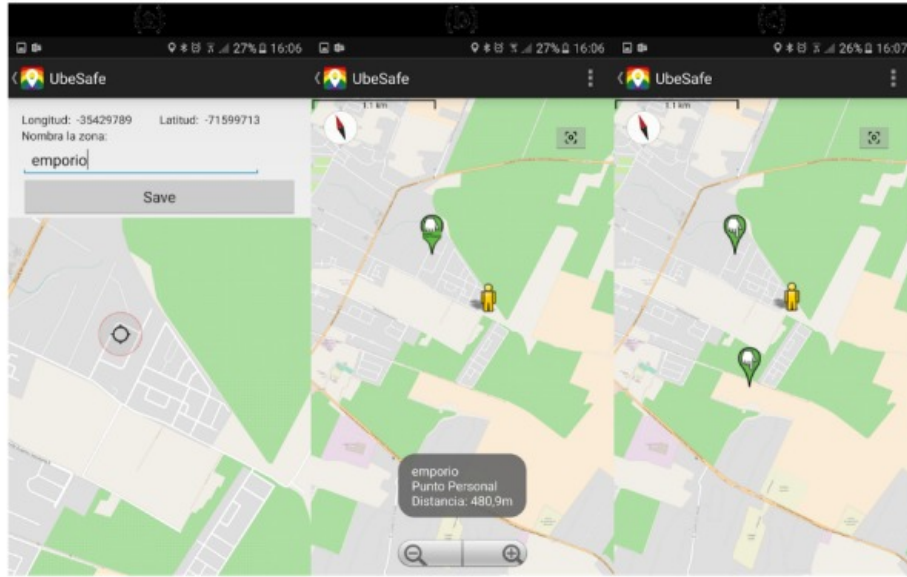 (a)
(b)
(c)
27% 16:06
27% 16:06
26% 16:07
UbeSafe
UbeSafe
UbeSafe
Longitud: -35429789 Latitud: -71599713
Nombra la zona:
emporio
Save
1.1 km
1.1 km
emporio
Punto Personal
Distancia: 480,9m